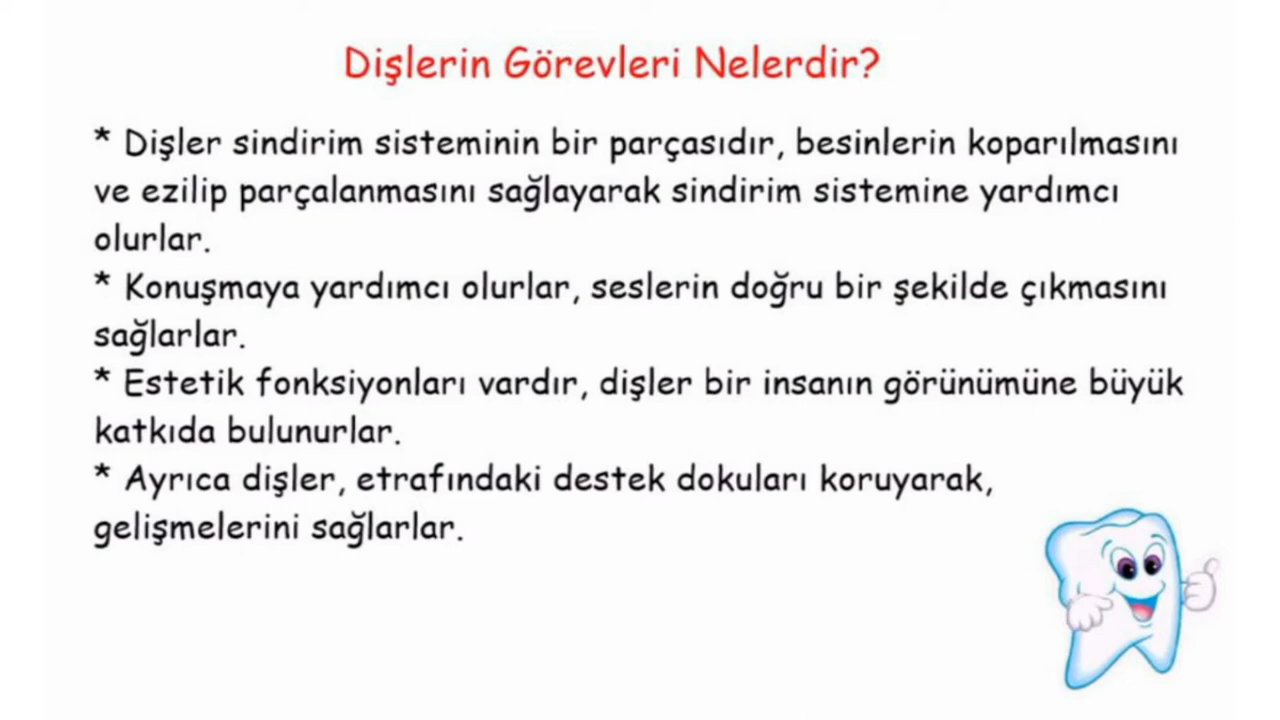 Dişlerin Görevleri Nelerdir?
* Dişler sindirim sisteminin bir parçasıdır, besinlerin koparılmasını
ve ezilip parçalanmasını sağlayarak sindirim sistemine yardımcı
olurlar.
* Konuşmaya yardımcı olurlar, seslerin doğru bir şekilde çıkmasını
sağlarlar.
* Estetik fonksiyonları vardır, dişler bir insanın görünümüne büyük
katkıda bulunurlar.
* Ayrıca dişler, etrafındaki destek dokuları koruyarak,
gelişmelerini sağlarlar.